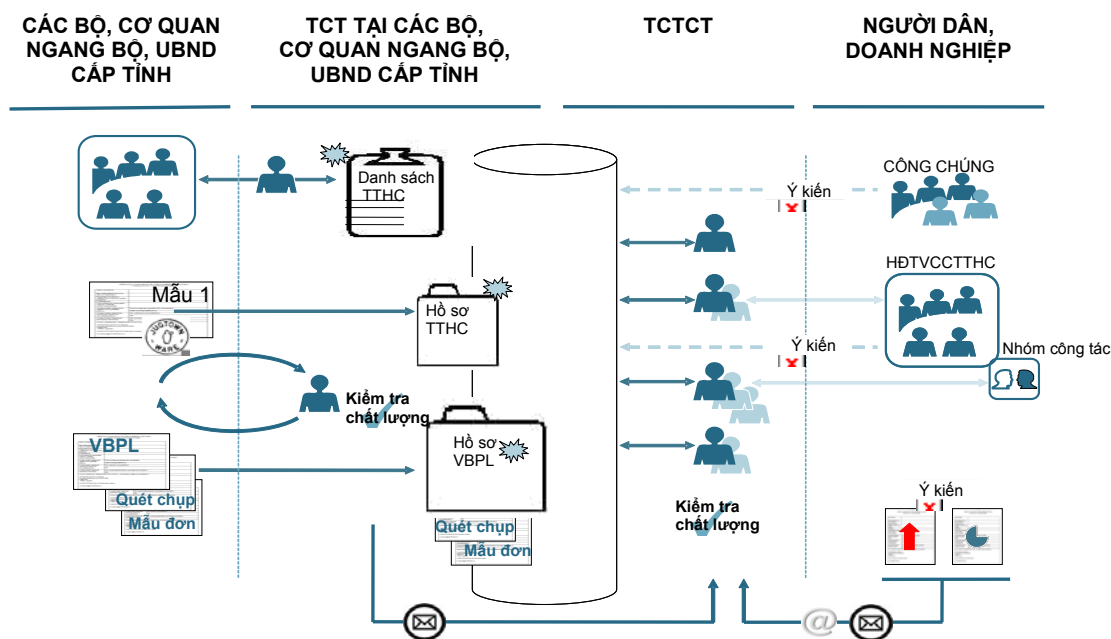 CÁC BỘ, CƠ QUAN
NGANG BỘ, UBND
CẤP TỈNH
TCT TẠI CÁC BỘ,
CƠ QUAN NGANG BỘ,
UBND CẤP TỈNH
TCTCT
NGƯỜI DÂN,
DOANH NGHIỆP
Danh sách
TTHC
Ý kiến
CÔNG CHÚNG
HĐTVCCTTHC
Mẫu 1
JUGTOWN
WARE
Hồ sơ
TTHC
Ý kiến
Nhóm công tác
Kiểm tra
chất lượng
VBPL
Quét chụp
Mẫu đơn
Hồ sơ
VBPL
Quét chụp
Mẫu đơn
Kiểm tra
chất lượng
Ý kiến
@